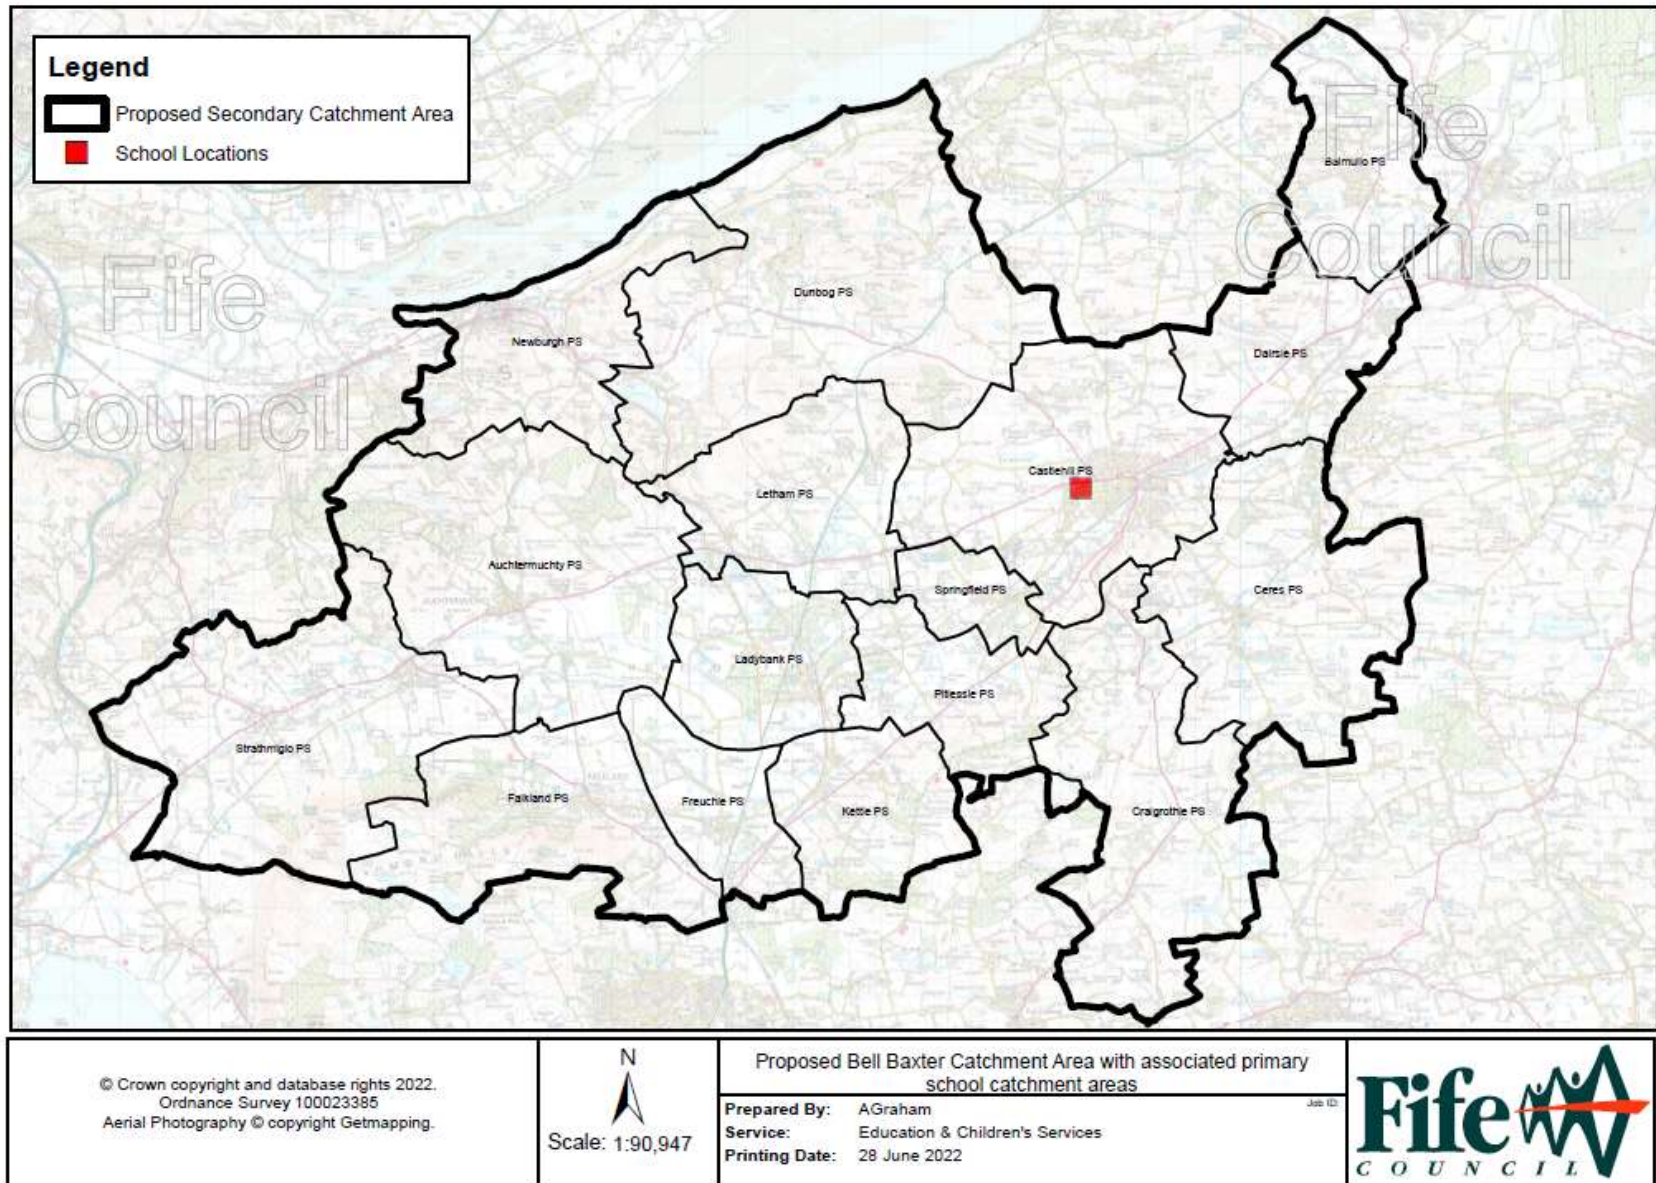 Legend
Proposed Secondary Catchment Area
School Locations
Fife
Council
Fife
Council
Balmullo PS
Dunbog PS
Newburgh PS
Dairsie PS
Castlehill PS
Letham PS
Auchtermuchty PS
Springfield PS
Ceres PS
Ladybank PS
Pitlessie PS
Strathmiglo PS
Falkland PS
Freuchie PS
Kettle PS
Craigrothie PS
© Crown copyright and database rights 2022.
Ordnance Survey 100023385
Aerial Photography © copyright Getmapping.
N
Scale: 1:90,947
Proposed Bell Baxter Catchment Area with associated primary
school catchment areas
Prepared By: AGraham
Job ID:
Service: Education & Children's Services
Printing Date: 28 June 2022
Fife
COUNCIL